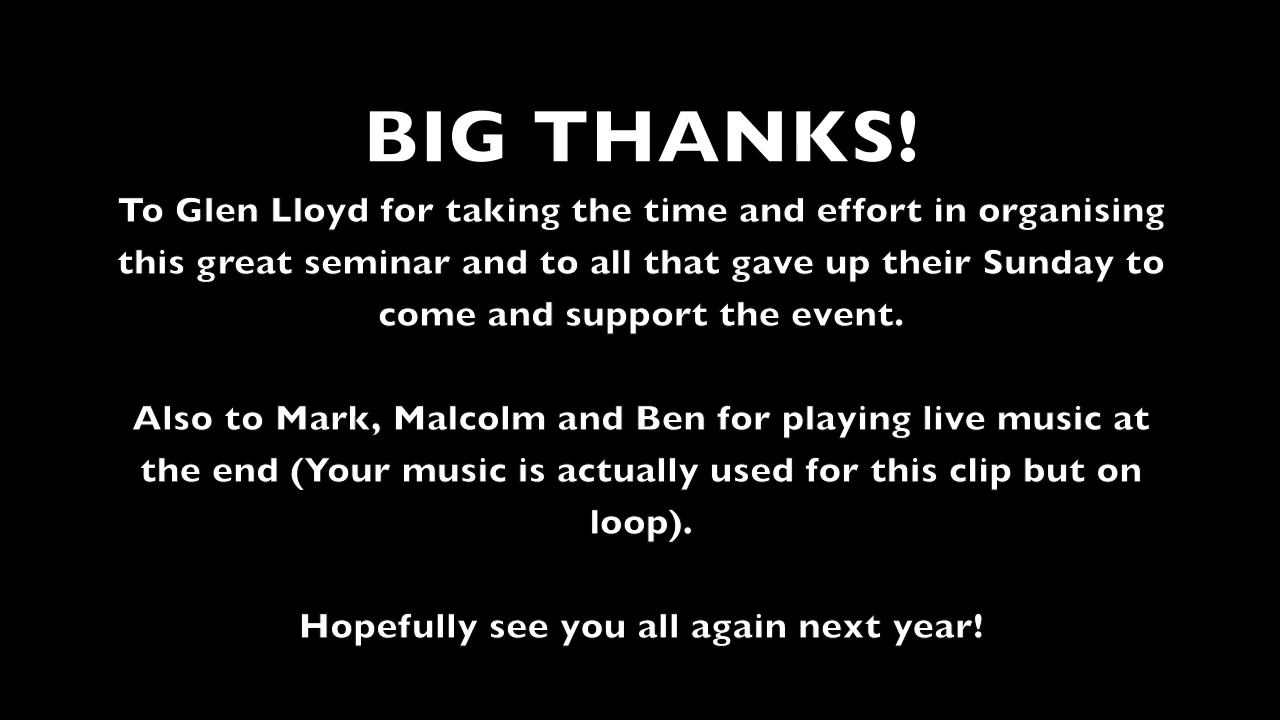 BIG THANKS!
To Glen Lloyd for taking the time and effort in organising
this great seminar and to all that gave up their Sunday to
come and support the event.
Also to Mark, Malcolm and Ben for playing live music at
the end (Your music is actually used for this clip but on
loop).
Hopefully see you all again next year!